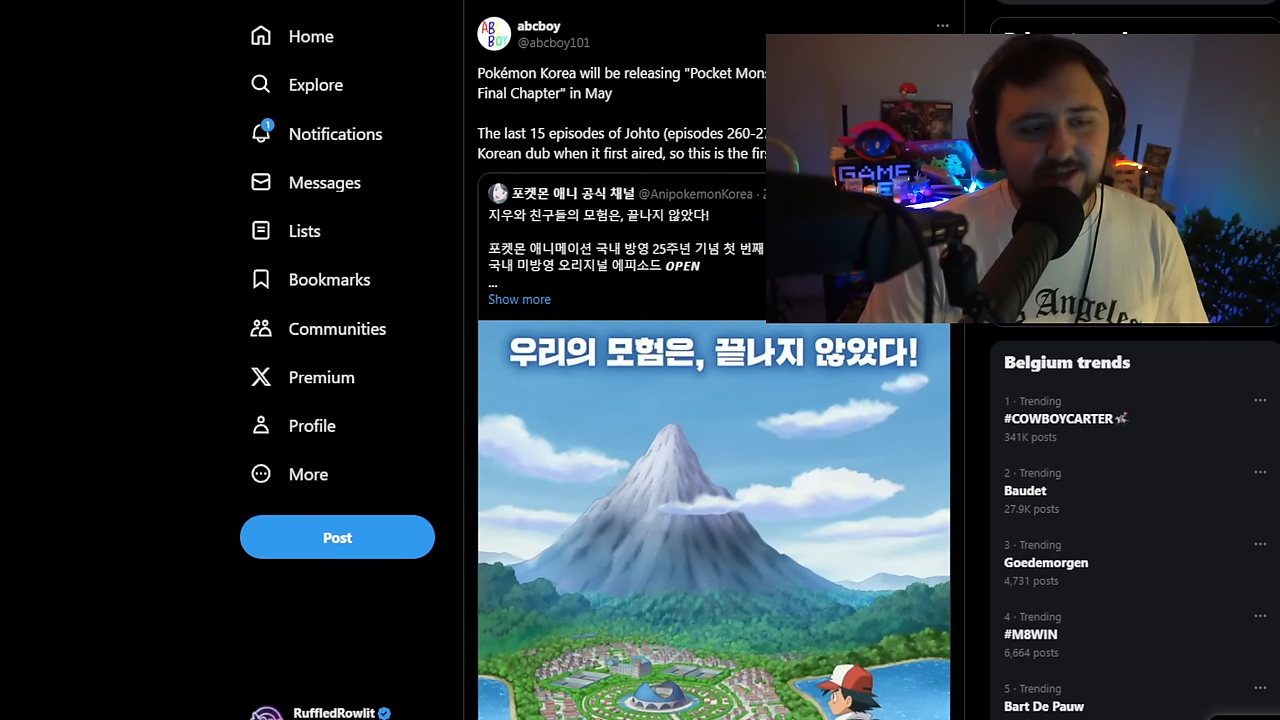 Home
Explore
1
Notifications
Messages
Lists
Bookmarks
Communities
Premium
Profile
More
Post
RuffledRowlit
AB
BOY
abcboy
@abcboy101
Pokémon Korea will be releasing "Pocket Mons
Final Chapter" in May
The last 15 episodes of Johto (episodes 260-27
Korean dub when it first aired, so this is the firs
포켓몬 애니 공식 채널 @AnipokemonKorea · 2
지우와 친구들의 모험은, 끝나지 않았다!
포켓몬 애니메이션 국내 방영 25주년 기념 첫 번째
국내 미방영 오리지널 에피소드 OPEN
...
Show more
우리의 모험은, 끝나지 않았다!
GAME
Angeles
Belgium trends
1 · Trending
#COWBOYCARTER
341K posts
2 · Trending
Baudet
27.9K posts
3 · Trending
Goedemorgen
4,731 posts
4 · Trending
#M8WIN
6,664 posts
5 · Trending
Bart De Pauw